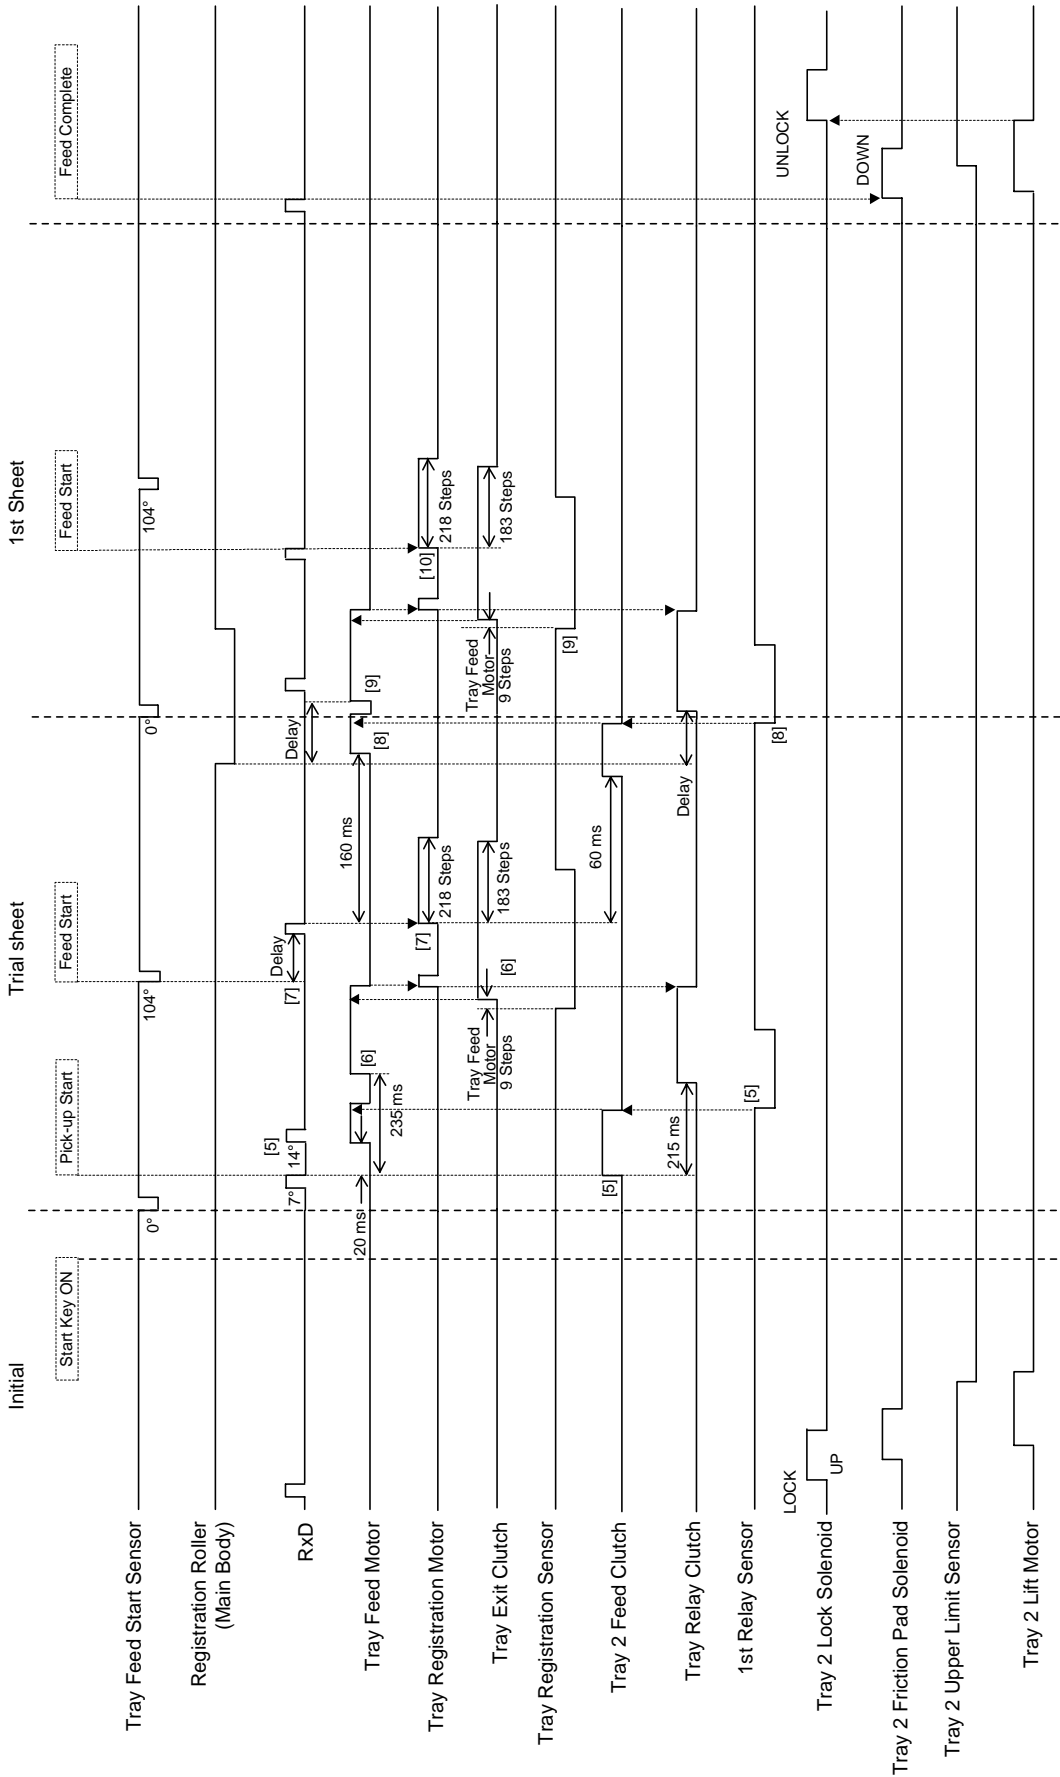 Initial
Trial sheet
1st Sheet
Start Key ON
Pick-up Start
Feed Start
Feed Start
Feed Complete
Tray Feed Start Sensor
0°
104°
0°
104°
Registration Roller
(Main Body)
RxD
7°
14°
[5]
[7]
Delay
Delay
Tray Feed Motor
20 ms
235 ms
[6]
160 ms
[8]
[9]
Tray Registration Motor
[7]
218 Steps
[10]
218 Steps
Tray Exit Clutch
Tray Feed
Motor
9 Steps
[6]
183 Steps
Tray Feed
Motor
9 Steps
183 Steps
Tray Registration Sensor
[9]
Tray 2 Feed Clutch
[5]
60 ms
Tray Relay Clutch
215 ms
Delay
1st Relay Sensor
[5]
[8]
Tray 2 Lock Solenoid
LOCK
UNLOCK
UP
Tray 2 Friction Pad Solenoid
DOWN
Tray 2 Upper Limit Sensor
Tray 2 Lift Motor